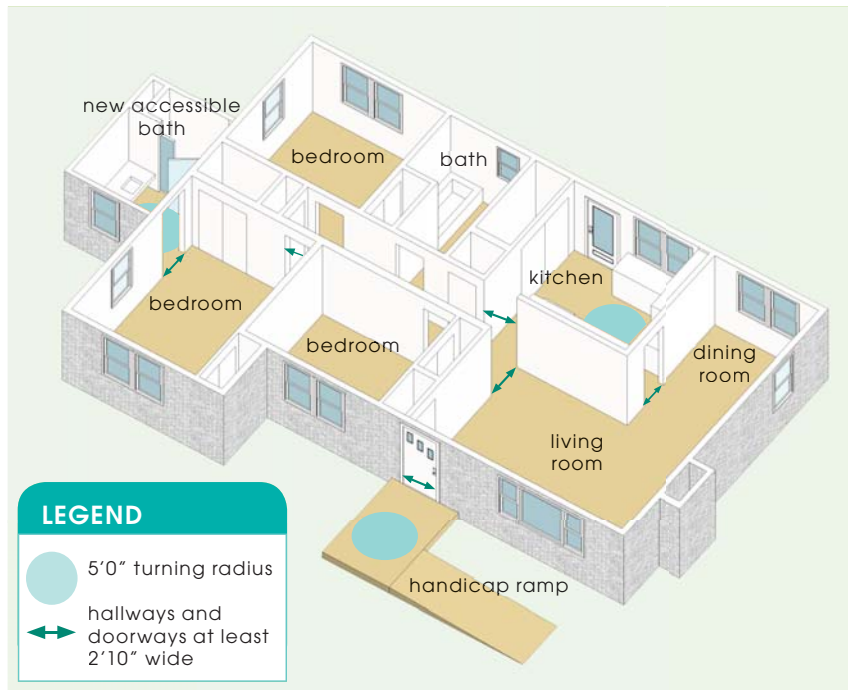 new accessible
bath
bedroom
bath
kitchen
bedroom
bedroom
dining
room
living
room
handicap ramp
LEGEND
5'0" turning radius
hallways and
doorways at least
2'10" wide